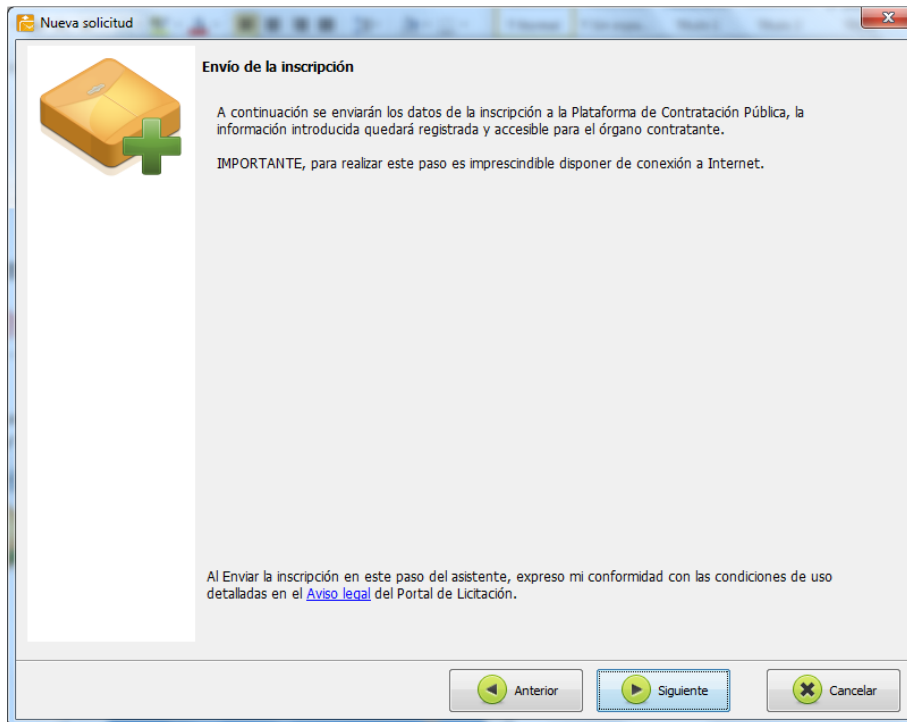 Nueva solicitud
Envío de la inscripción
A continuación se enviarán los datos de la inscripción a la Plataforma de Contratación Pública, la
información introducida quedará registrada y accesible para el órgano contratante.
IMPORTANTE, para realizar este paso es imprescindible disponer de conexión a Internet.
Al Enviar la inscripción en este paso del asistente, expreso mi conformidad con las condiciones de uso
detalladas en el Aviso legal del Portal de Licitación.
Anterior
Siguiente
Cancelar